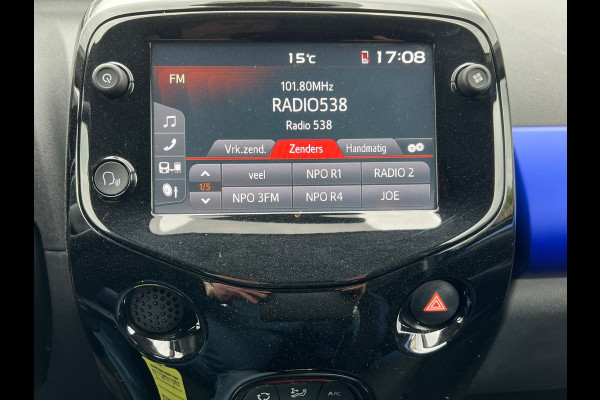 15°C 17:08
FM
101.80MHz
RADIO538
Radio 538
Vrk.zend. Zenders Handmatig
veel NPO R1 RADIO 2
1/5
NPO 3FM NPO R4 JOE
A/C